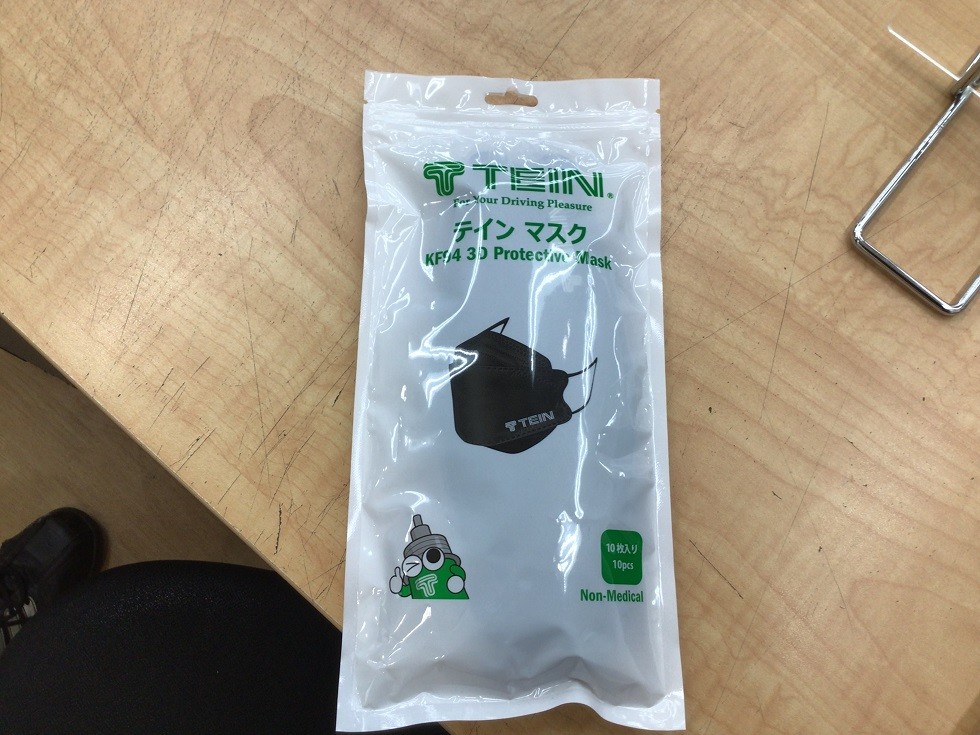 TEIN®
For Your Driving Pleasure
テイン マスク
KF94 3D Protective Mask
TEIN
10枚入り
10pcs
Non-Medical